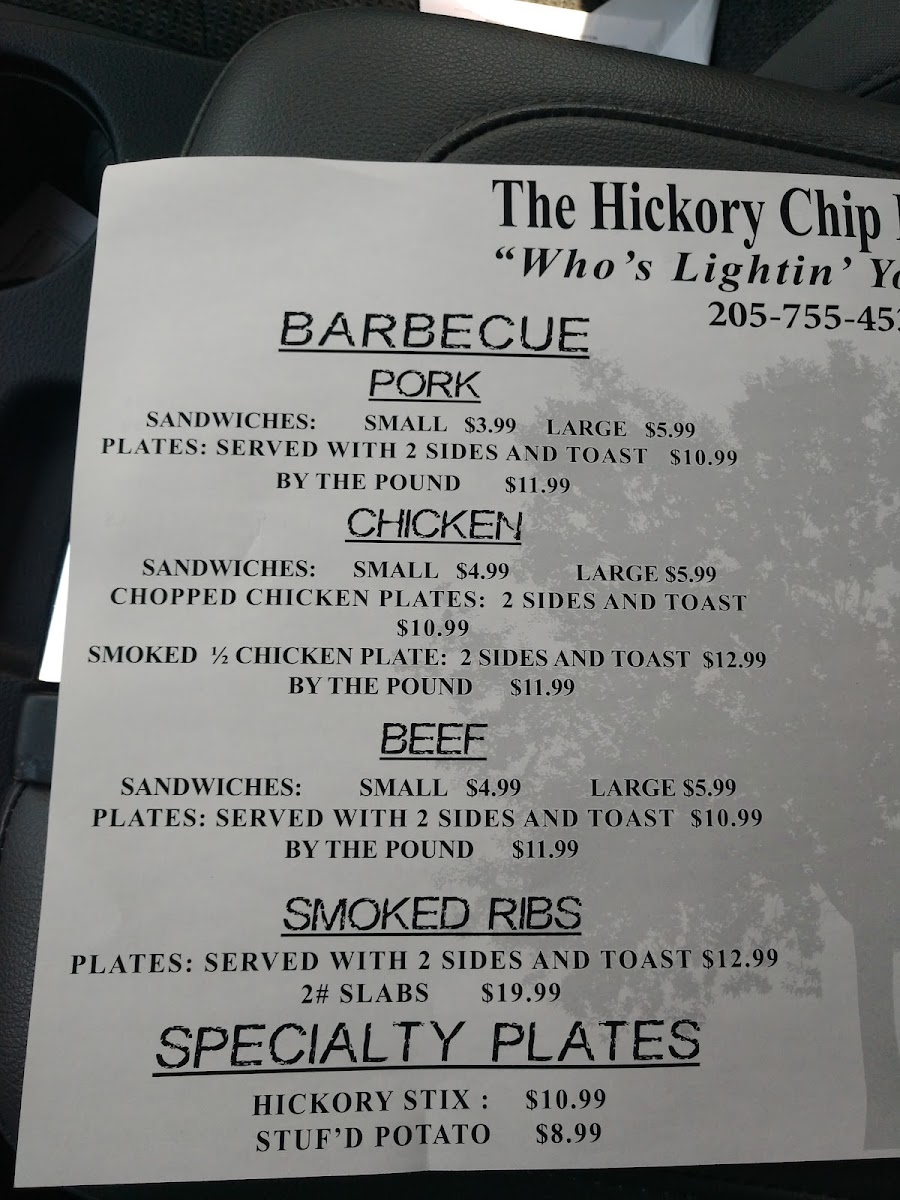 The Hickory Chip
"Who's Lightin'
205-755-45
BARBECUE
PORK
SANDWICHES: SMALL $3.99 LARGE $5.99
PLATES: SERVED WITH 2 SIDES AND TOAST $10.99
BY THE POUND $11.99
CHICKEN
SANDWICHES: SMALL $4.99 LARGE $5.99
CHOPPED CHICKEN PLATES: 2 SIDES AND TOAST
$10.99
SMOKED ½ CHICKEN PLATE: 2 SIDES AND TOAST $12.99
BY THE POUND $11.99
BEEF
SANDWICHES: SMALL $4.99 LARGE $5.99
PLATES: SERVED WITH 2 SIDES AND TOAST $10.99
BY THE POUND $11.99
SMOKED RIBS
PLATES: SERVED WITH 2 SIDES AND TOAST $12.99
2# SLABS $19.99
SPECIALTY PLATES
HICKORY STIX : $10.99
STUF'D POTATO $8.99